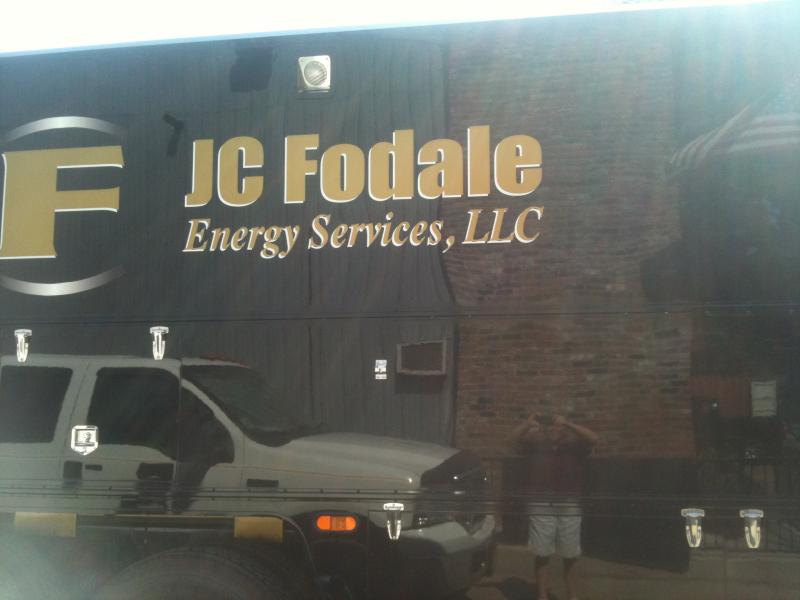 F
JC Fodale
Energy Services, LLC